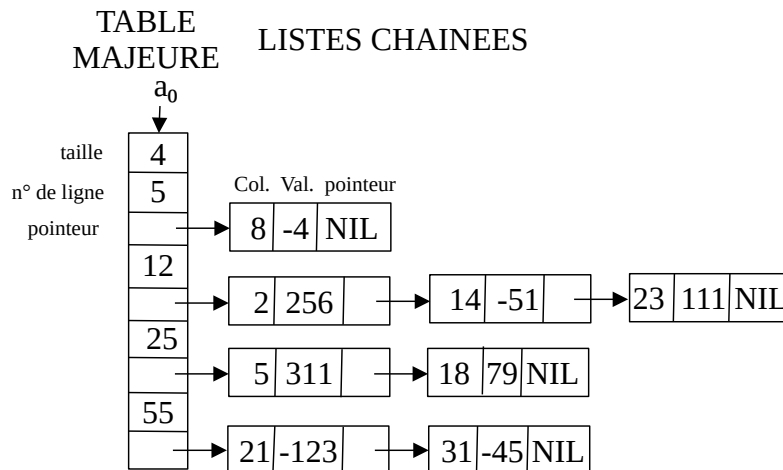 TABLE
MAJEURE
LISTES CHAINEES
a0
taille
4
n° de ligne
5
Col. Val. pointeur
pointeur
8 -4 NIL
12
2 256
14 -51
23 111 NIL
25
5 311
18 79 NIL
55
21 -123
31 -45 NIL